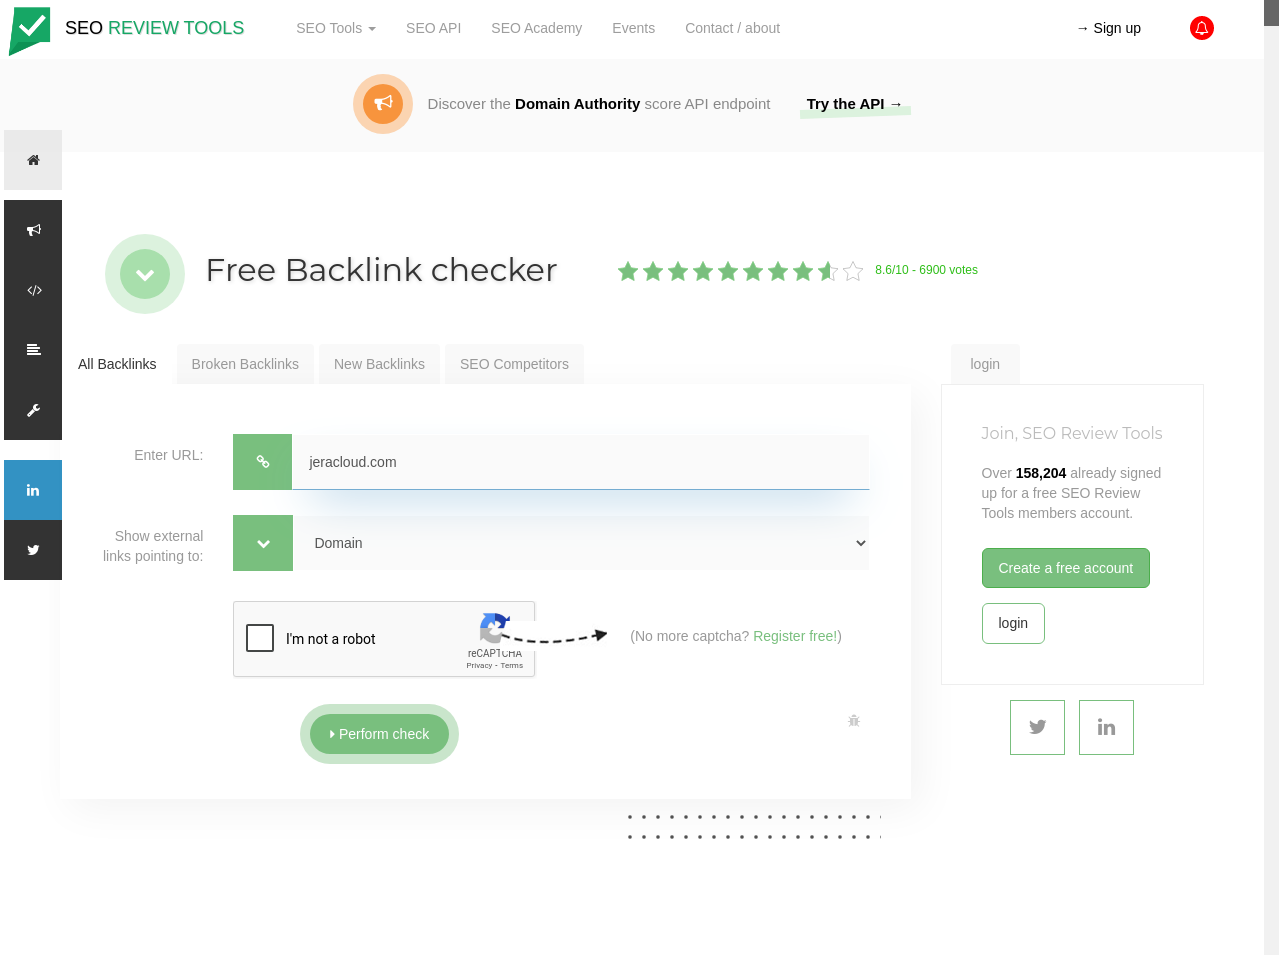 SEO REVIEW TOOLS
SEO Tools
SEO API
SEO Academy
Events
Contact / about
→ Sign up
Discover the Domain Authority score API endpoint
Try the API →
Free Backlink checker
8.6/10 - 6900 votes
All Backlinks
Broken Backlinks
New Backlinks
SEO Competitors
login
Enter URL:
jeracloud.com
Show external
links pointing to:
Domain
I'm not a robot
reCAPTCHA
Privacy - Terms
(No more captcha? Register free!)
Perform check
Join, SEO Review Tools
Over 158,204 already signed
up for a free SEO Review
Tools members account.
Create a free account
login